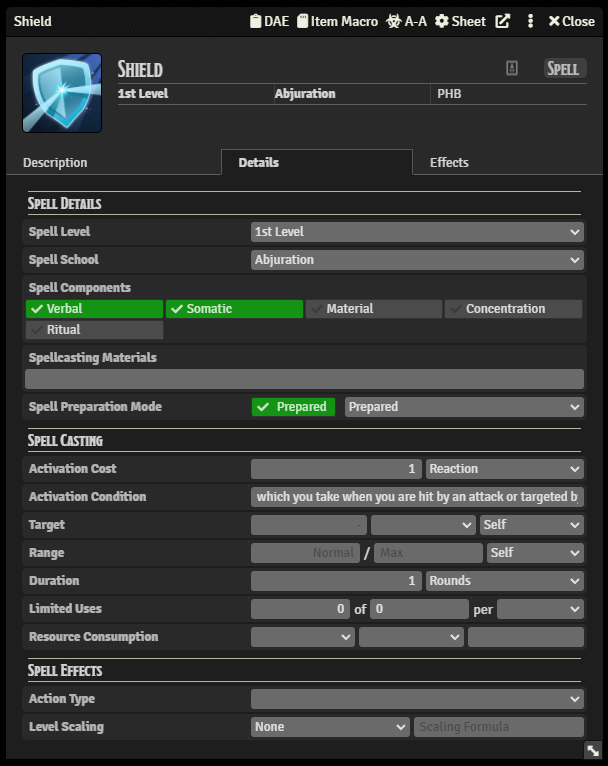 Shield DAE Item Macro A-A Sheet Close
Shield Spell
1st Level Abjuration PHB
Description Details Effects
Spell Details
Spell Level 1st Level
Spell School Abjuration
Spell Components
Verbal Somatic Material Concentration
Ritual
Spellcasting Materials
Spell Preparation Mode Prepared Prepared
Spell Casting
Activation Cost 1 Reaction
Activation Condition which you take when you are hit by an attack or targeted b
Target - Self
Range Normal / Max Self
Duration 1 Rounds
Limited Uses 0 of 0 per
Resource Consumption
Spell Effects
Action Type
Level Scaling None Scaling Formula